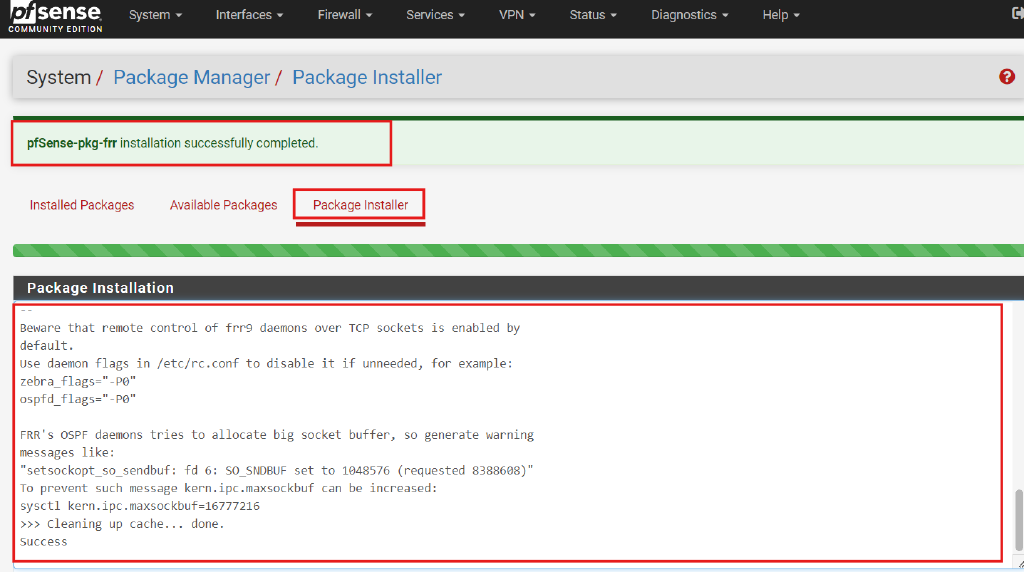 pfsense
COMMUNITY EDITION
System Interfaces Firewall Services VPN Status Diagnostics Help
System / Package Manager / Package Installer
pfSense-pkg-frr installation successfully completed.
Installed Packages Available Packages Package Installer
Package Installation
--
Beware that remote control of frr9 daemons over TCP sockets is enabled by
default.
Use daemon flags in /etc/rc.conf to disable it if unneeded, for example:
zebra_flags="-P0"
ospfd_flags="-P0"
FRR's OSPF daemons tries to allocate big socket buffer, so generate warning
messages like:
"setsockopt_so_sendbuf: fd 6: SO_SNDBUF set to 1048576 (requested 8388608)"
To prevent such message kern.ipc.maxsockbuf can be increased:
sysctl kern.ipc.maxsockbuf=16777216
>>> Cleaning up cache... done.
Success